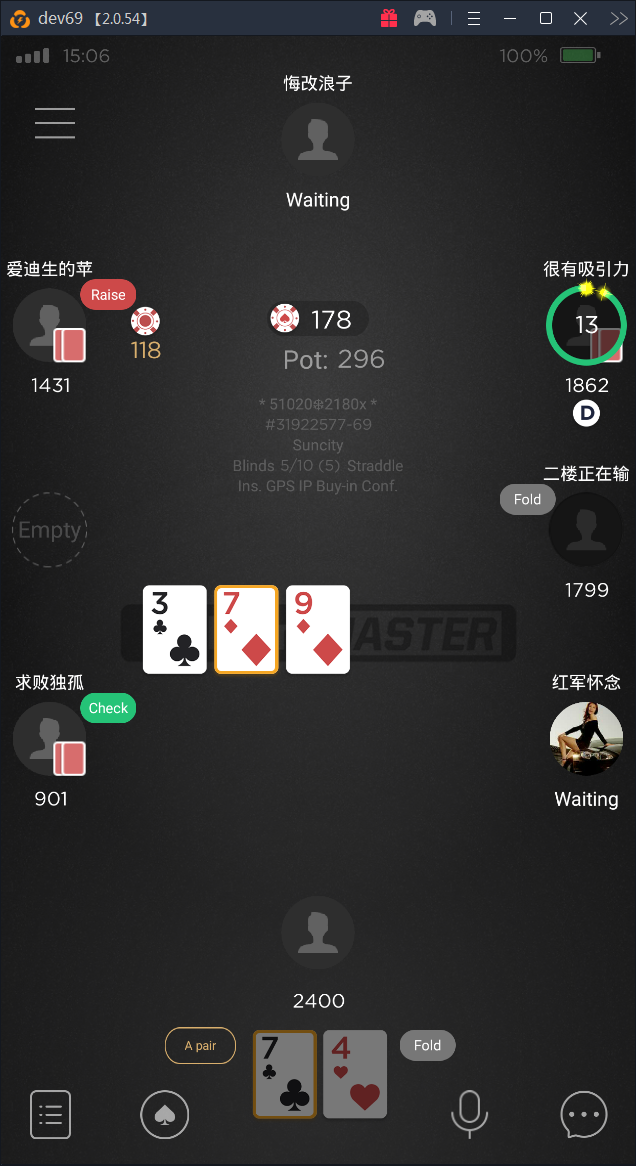 dev69 【2.0.54】
15:06
100%
悔改浪子
Waiting
爱迪生的苹
Raise
118
1431
178
Pot: 296
很有吸引力
13
1862
D
* 51020❄2180x *
#31922577-69
Suncity
Blinds 5/10 (5) Straddle
Ins. GPS IP Buy-in Conf.
二楼正在输
Fold
1799
Empty
3
7
9
ASTER
求败独孤
Check
901
红军怀念
Waiting
2400
A pair
7
4
Fold